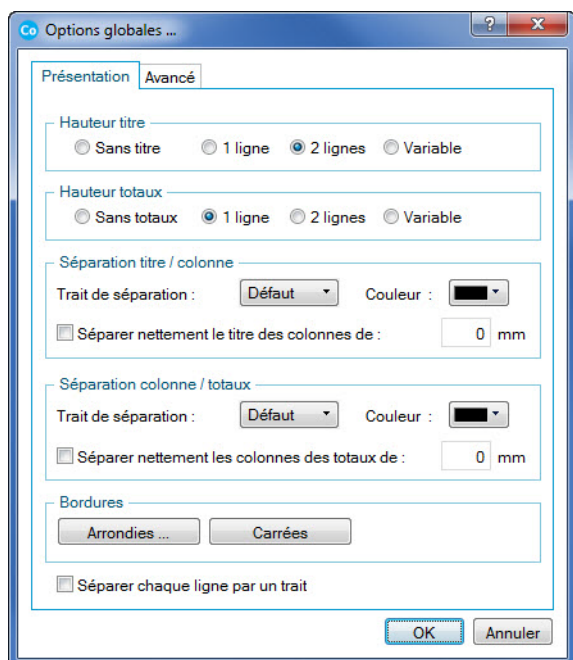 Co Options globales ...
?
Présentation Avancé
Hauteur titre
Sans titre 1 ligne 2 lignes Variable
Hauteur totaux
Sans totaux 1 ligne 2 lignes Variable
Séparation titre / colonne
Trait de séparation : Défaut Couleur :
Séparer nettement le titre des colonnes de : 0 mm
Séparation colonne / totaux
Trait de séparation : Défaut Couleur :
Séparer nettement les colonnes des totaux de : 0 mm
Bordures
Arrondies ... Carrées
Séparer chaque ligne par un trait
OK Annuler